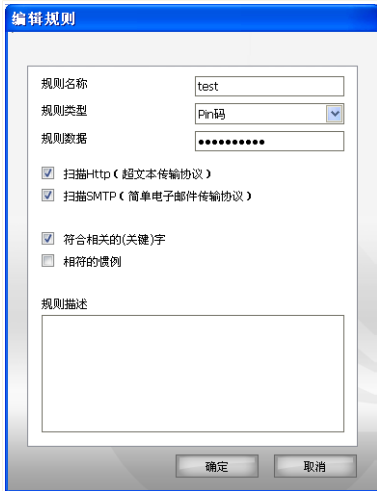 编辑规则
规则名称 test
规则类型 Pin码
规则数据 ●●●●●●●●●●
扫描Http（超文本传输协议）
扫描SMTP（简单电子邮件传输协议）
符合相关的(关键)字
相符的惯例
规则描述
确定 取消